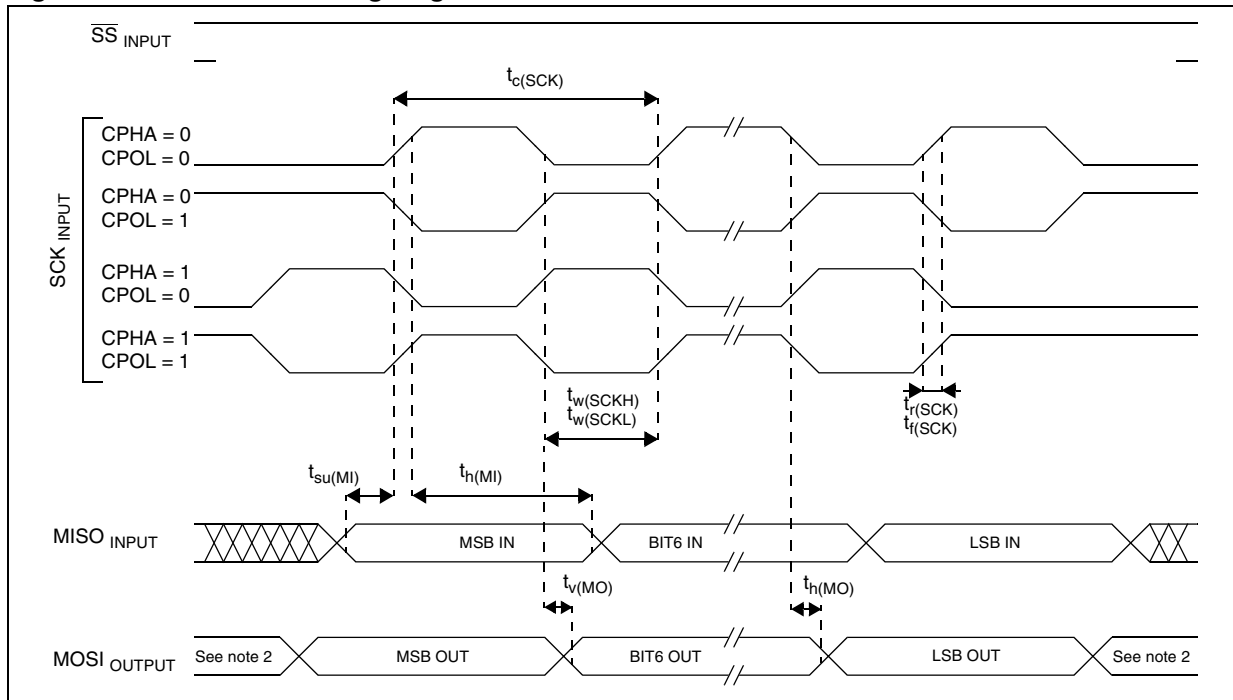 SS INPUT
tc(SCK)
SCK INPUT
CPHA = 0
CPOL = 0
CPHA = 0
CPOL = 1
CPHA = 1
CPOL = 0
CPHA = 1
CPOL = 1
tw(SCKH)
tw(SCKL)
tr(SCK)
tf(SCK)
tsu(MI)
th(MI)
MISO INPUT
MSB IN
BIT6 IN
LSB IN
tv(MO)
th(MO)
MOSI OUTPUT
See note 2
MSB OUT
BIT6 OUT
LSB OUT
See note 2